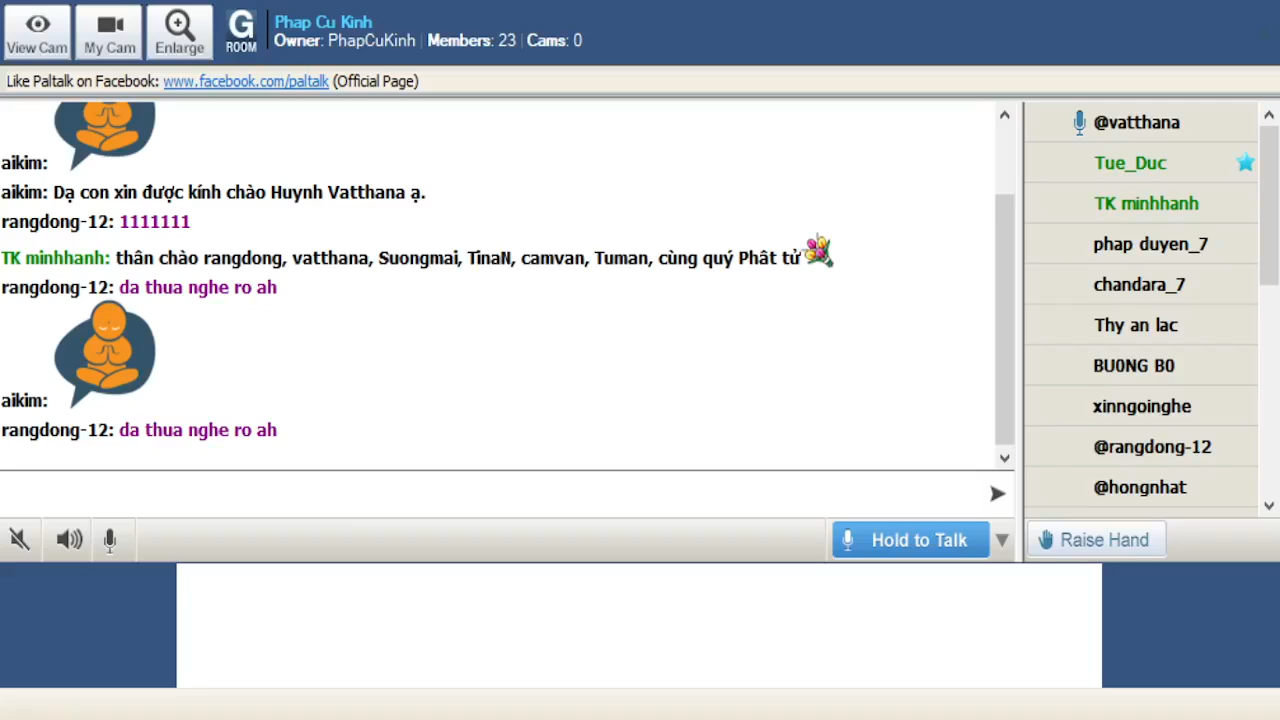 View Cam
My Cam
Enlarge
G
ROOM
Phap Cu Kinh
Owner: PhapCuKinh | Members: 23 | Cams: 0
Like Paltalk on Facebook: www.facebook.com/paltalk (Official Page)
aikim:
aikim: Dạ con xin được kính chào Huynh Vatthana ạ.
rangdong-12: 1111111
TK minhhanh: thân chào rangdong, vatthana, Suongmai, TinaN, camvan, Tuman, cùng quý Phât tử
rangdong-12: da thua nghe ro ah
aikim:
rangdong-12: da thua nghe ro ah
Hold to Talk
@vatthana
Tue_Duc
TK minhhanh
phap duyen_7
chandara_7
Thy an lac
BU0NG B0
xinngoinghe
@rangdong-12
@hongnhat
Raise Hand